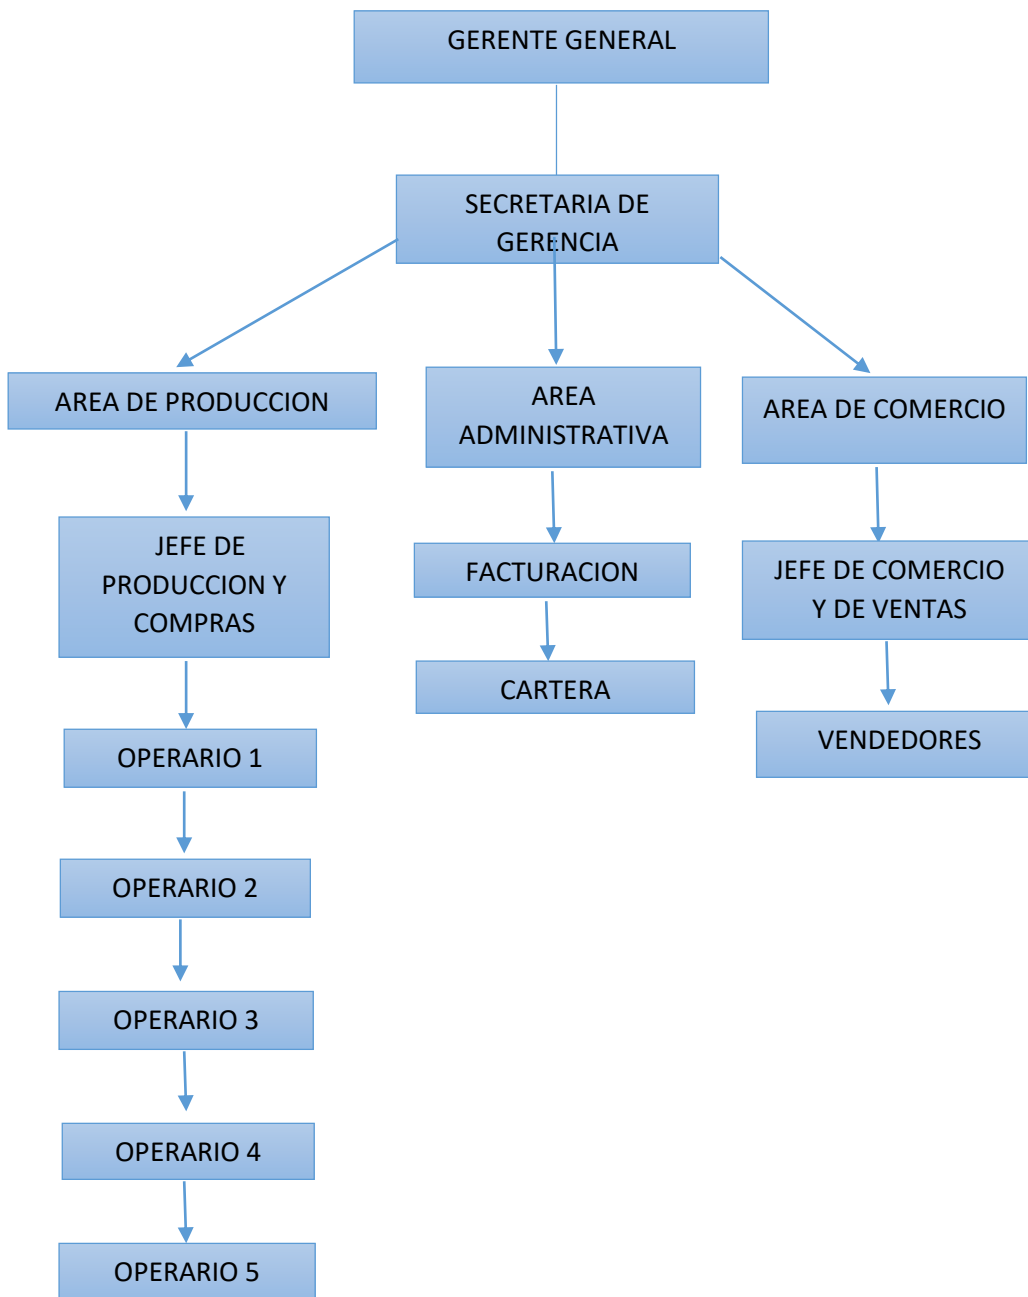 GERENTE GENERAL
SECRETARIA DE
GERENCIA
AREA DE PRODUCCION
AREA
ADMINISTRATIVA
AREA DE COMERCIO
JEFE DE
PRODUCCION Y
COMPRAS
FACTURACION
JEFE DE COMERCIO
Y DE VENTAS
CARTERA
VENDEDORES
OPERARIO 1
OPERARIO 2
OPERARIO 3
OPERARIO 4
OPERARIO 5